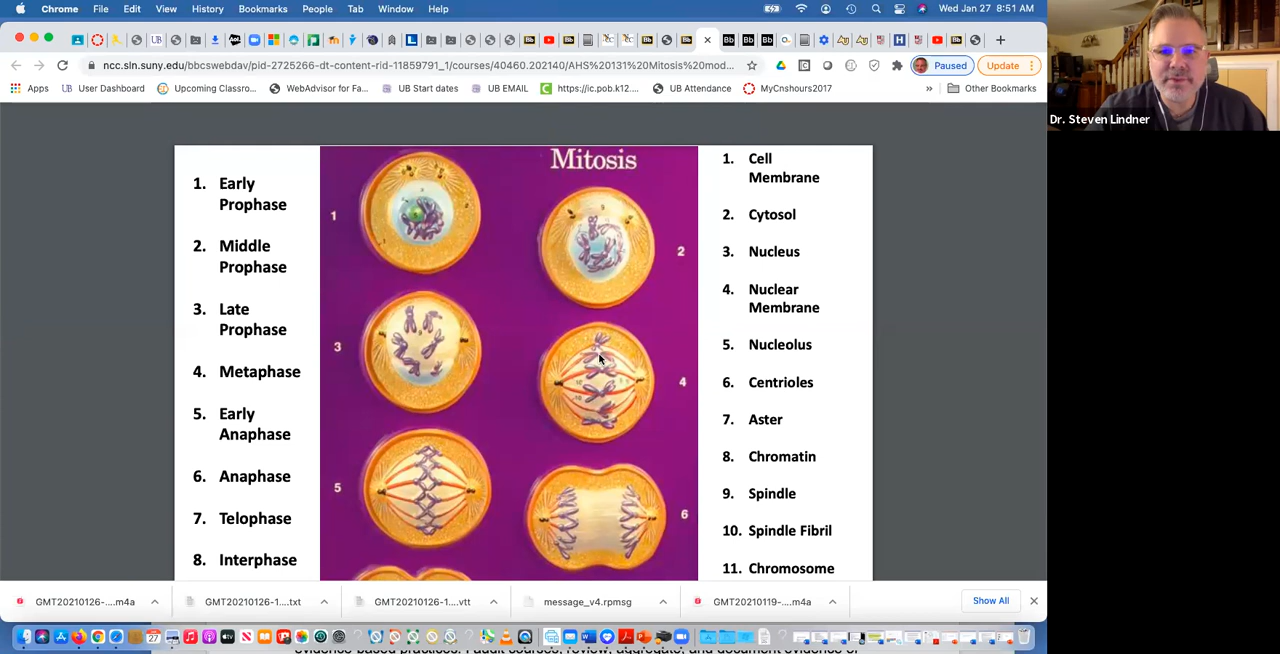 Chrome File Edit View History Bookmarks People Tab Window Help Wed Jan 27 8:51 AM
ncc.sln.suny.edu/bbcswebdav/pid-2725266-dt-content-rid-11859791_1/courses/40460.202140/AHS%20131%20Mitosis%20mod... Paused Update
Apps User Dashboard Upcoming Classro... WebAdvisor for Fa... UB Start dates UB EMAIL https://ic.pob.k12.... UB Attendance MyCnshours2017 » Other Bookmarks
Dr. Steven Lindner
1. Early
Prophase
2. Middle
Prophase
3. Late
Prophase
4. Metaphase
5. Early
Anaphase
6. Anaphase
7. Telophase
8. Interphase
Mitosis
1
2
3
4
5
6
1. Cell
Membrane
2. Cytosol
3. Nucleus
4. Nuclear
Membrane
5. Nucleolus
6. Centrioles
7. Aster
8. Chromatin
9. Spindle
10. Spindle Fibril
11. Chromosome
GMT20210126-....m4a GMT20210126-1....txt GMT20210126-1....vtt message_v4.rpmsg GMT20210119-....m4a Show All